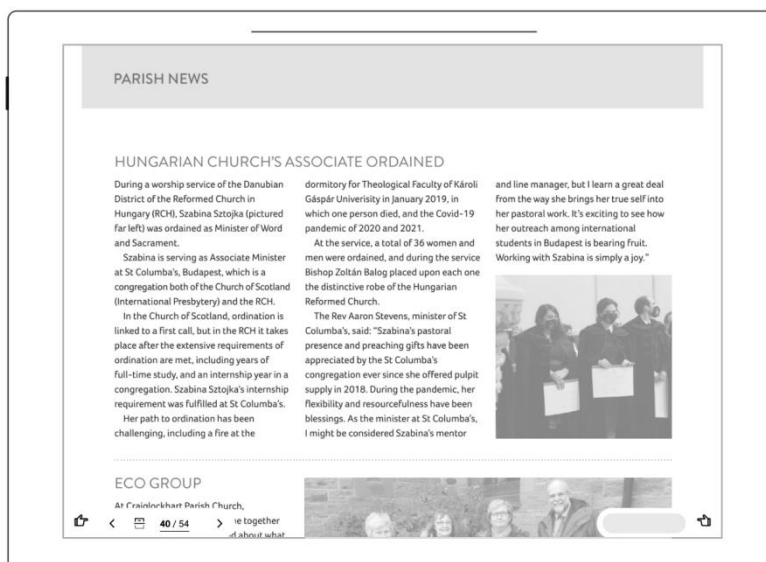 PARISH NEWS
HUNGARIAN CHURCH'S ASSOCIATE ORDAINED
During a worship service of the Danubian
District of the Reformed Church in
Hungary (RCH), Szabina Sztojka (pictured
far left) was ordained as Minister of Word
and Sacrament.
Szabina is serving as Associate Minister
at St Columba's, Budapest, which is a
congregation both of the Church of Scotland
(International Presbytery) and the RCH.
In the Church of Scotland, ordination is
linked to a first call, but in the RCH it takes
place after the extensive requirements of
ordination are met, including years of
full-time study, and an internship year in a
congregation. Szabina Sztojka's internship
requirement was fulfilled at St Columba's.
Her path to ordination has been
challenging, including a fire at the
dormitory for Theological Faculty of Károli
Gáspár Univerisity in January 2019, in
which one person died, and the Covid-19
pandemic of 2020 and 2021.
At the service, a total of 36 women and
men were ordained, and during the service
Bishop Zoltán Balog placed upon each one
the distinctive robe of the Hungarian
Reformed Church.
The Rev Aaron Stevens, minister of St
Columba's, said: "Szabina's pastoral
presence and preaching gifts have been
appreciated by the St Columba's
congregation ever since she offered pulpit
supply in 2018. During the pandemic, her
flexibility and resourcefulness have been
blessings. As the minister at St Columba's,
I might be considered Szabina's mentor
and line manager, but I learn a great deal
from the way she brings her true self into
her pastoral work. It's exciting to see how
her outreach among international
students in Budapest is bearing fruit.
Working with Szabina is simply a joy."
ECO GROUP
At Craiglockhart Parish Church,
together
about what
40 / 54